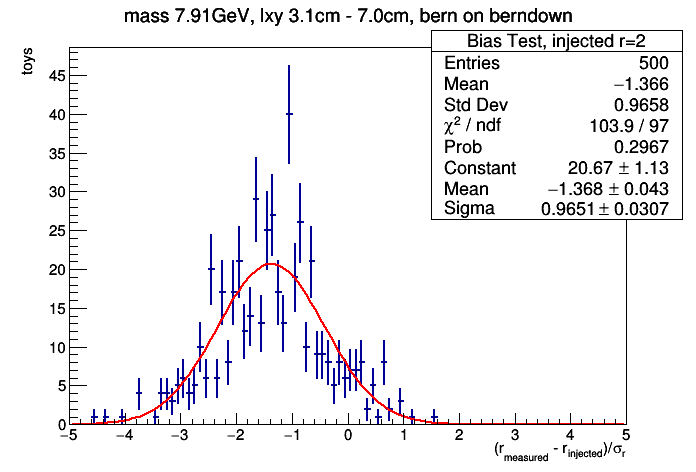 mass 7.91GeV, lxy 3.1cm - 7.0cm, bern on berndown
Bias Test, injected r=2
Entries 500
Mean −1.366
Std Dev 0.9658
χ² / ndf 103.9 / 97
Prob 0.2967
Constant 20.67 ± 1.13
Mean −1.368 ± 0.043
Sigma 0.9651 ± 0.0307
toys
45
40
35
30
25
20
15
10
5
0
−5 −4 −3 −2 −1 0 1 2 3 4 5
(r_measured - r_injected)/σ_r